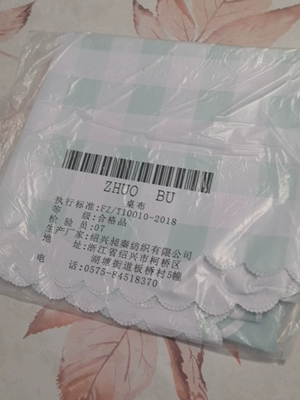 ZHUO BU
桌布
执行标准:FZ/T10010-2018
等 级:合格品
检 验 员:07
生产厂家:绍兴昶泰纺织有限公司
地 址:浙江省绍兴市柯桥区
湖塘街道板桥村5幢
电 话:0575-84518370